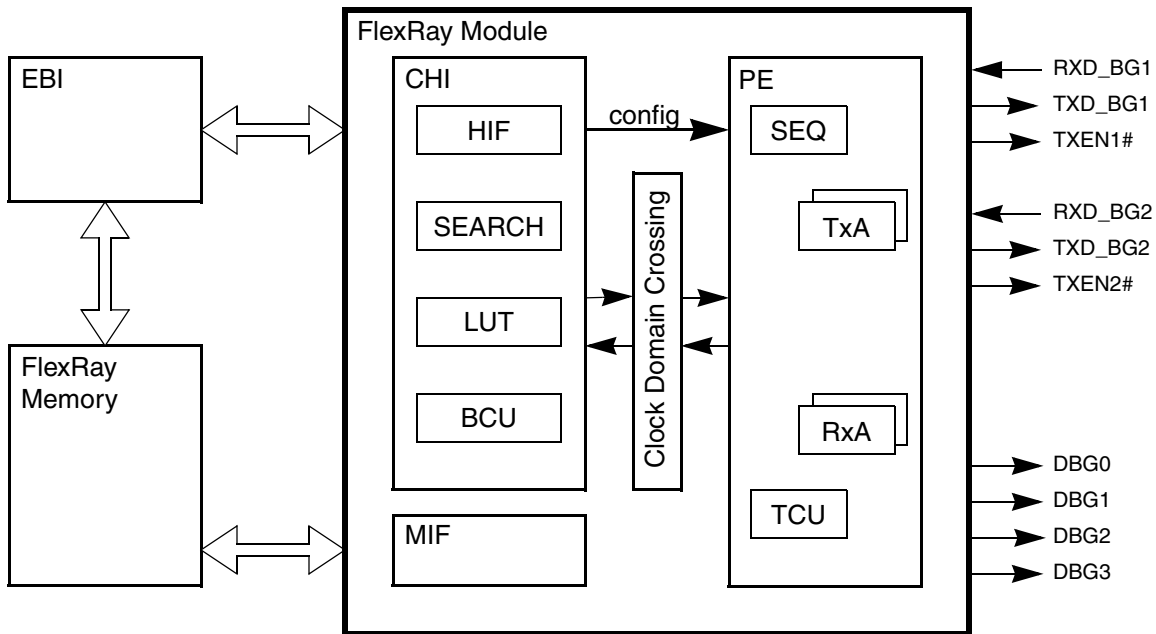 FlexRay Module
EBI
CHI
PE
HIF
config
SEQ
SEARCH
TxA
LUT
Clock Domain Crossing
FlexRay
Memory
BCU
RxA
MIF
TCU
RXD_BG1
TXD_BG1
TXEN1#
RXD_BG2
TXD_BG2
TXEN2#
DBG0
DBG1
DBG2
DBG3